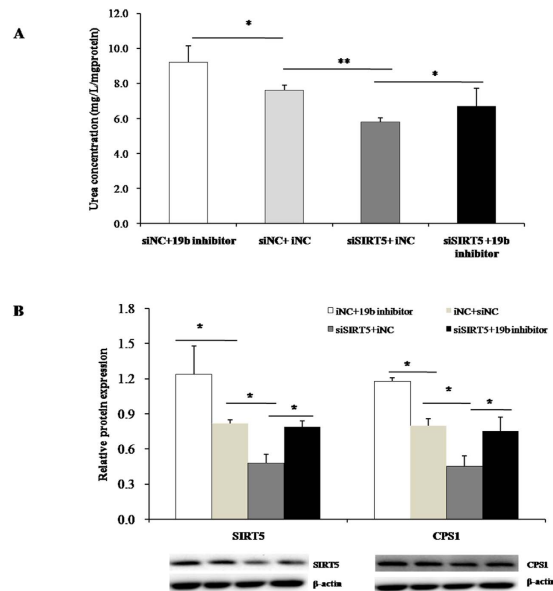 A
Urea concentration (mg/L/mgprotein)
10.0
8.0
6.0
4.0
2.0
0.0
*
**
*
siNC+19b inhibitor
siNC+ iNC
siSIRT5+ iNC
siSIRT5 +19b
inhibitor
B
Relative protein expression
1.8
1.5
1.2
0.9
0.6
0.3
0.0
iNC+19b inhibitor
iNC+siNC
siSIRT5+iNC
siSIRT5+19b inhibitor
*
*
*
*
*
*
SIRT5
CPS1
SIRT5
β-actin
CPS1
β-actin